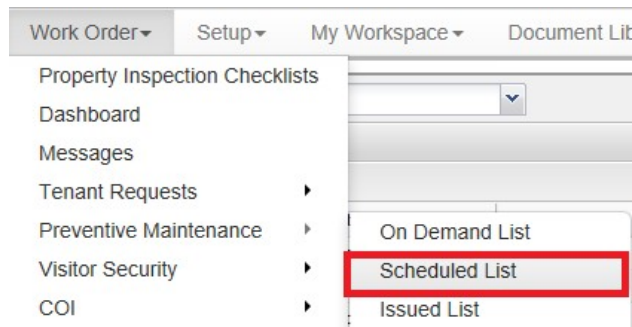 Work Order Setup My Workspace Document Lib
Property Inspection Checklists
Dashboard
Messages
Tenant Requests
Preventive Maintenance
On Demand List
Visitor Security
Scheduled List
COI
Issued List